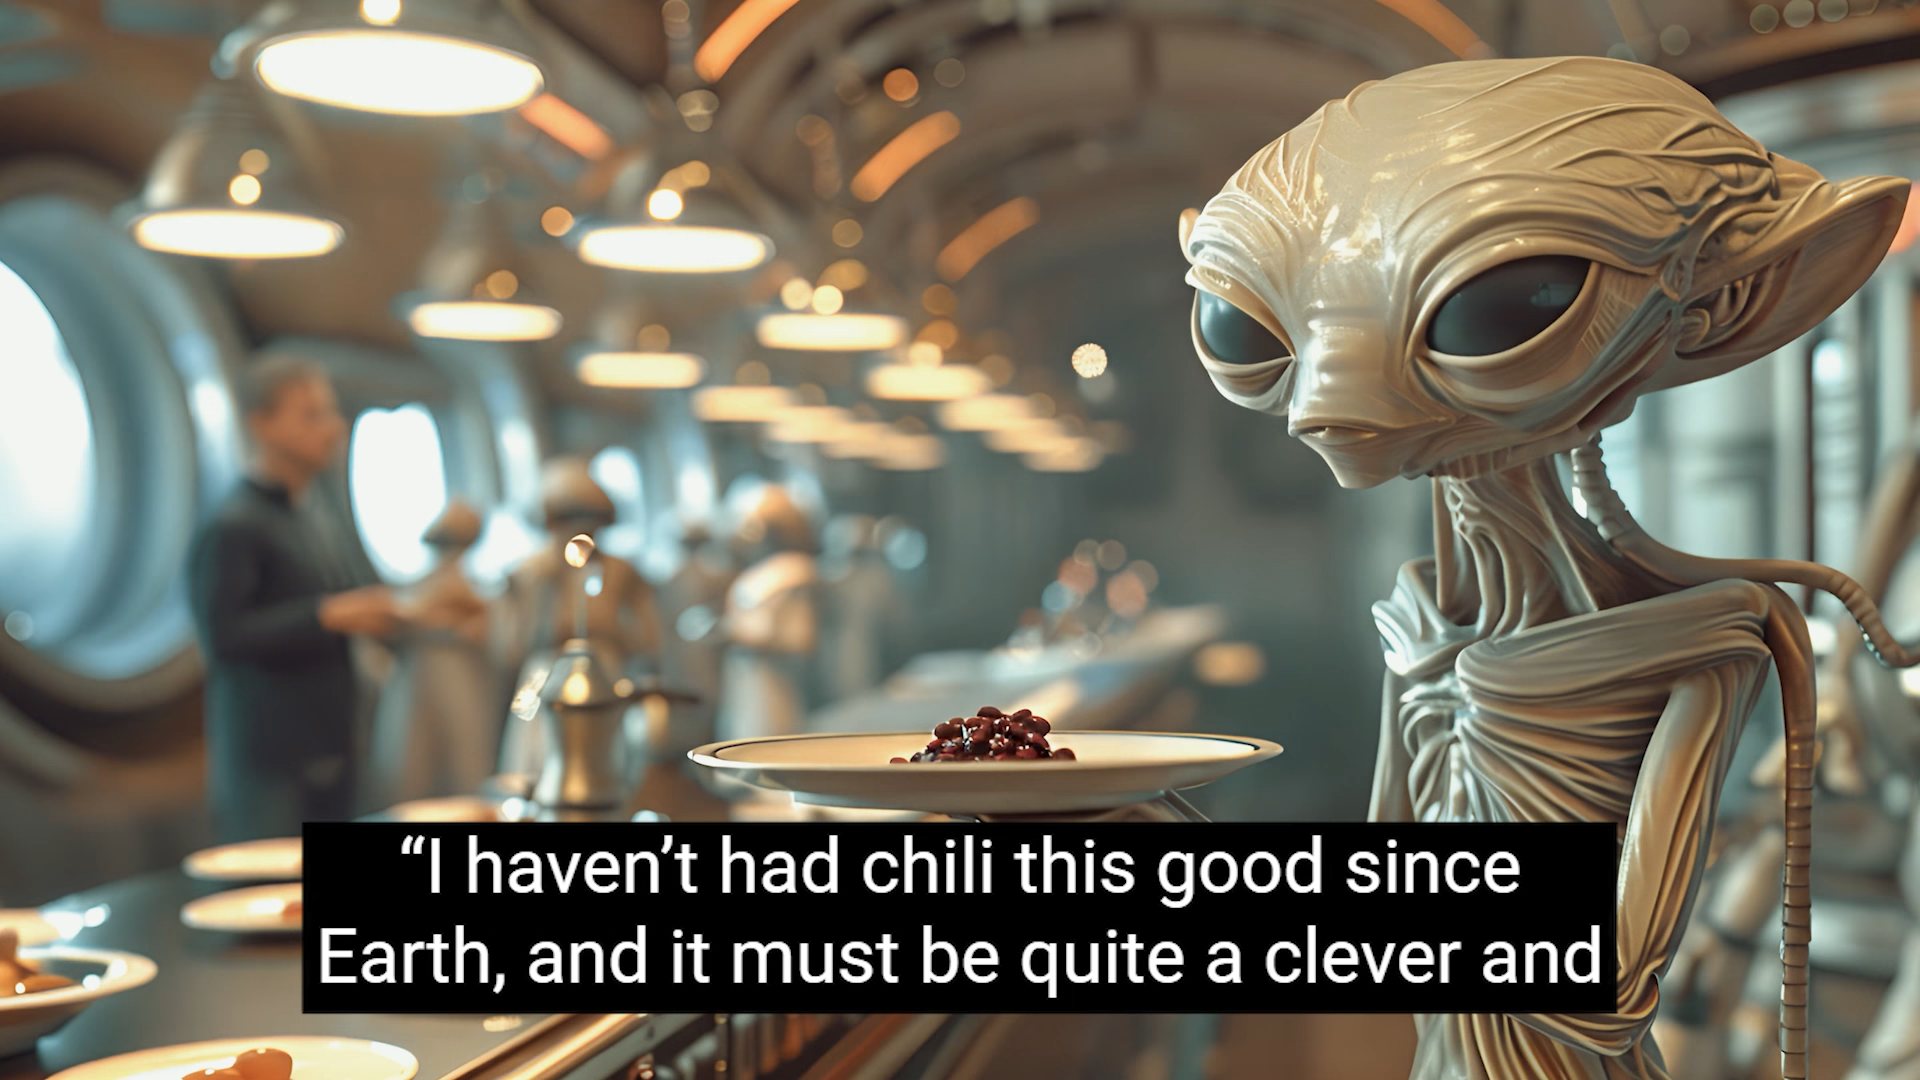 “I haven’t had chili this good since
Earth, and it must be quite a clever and